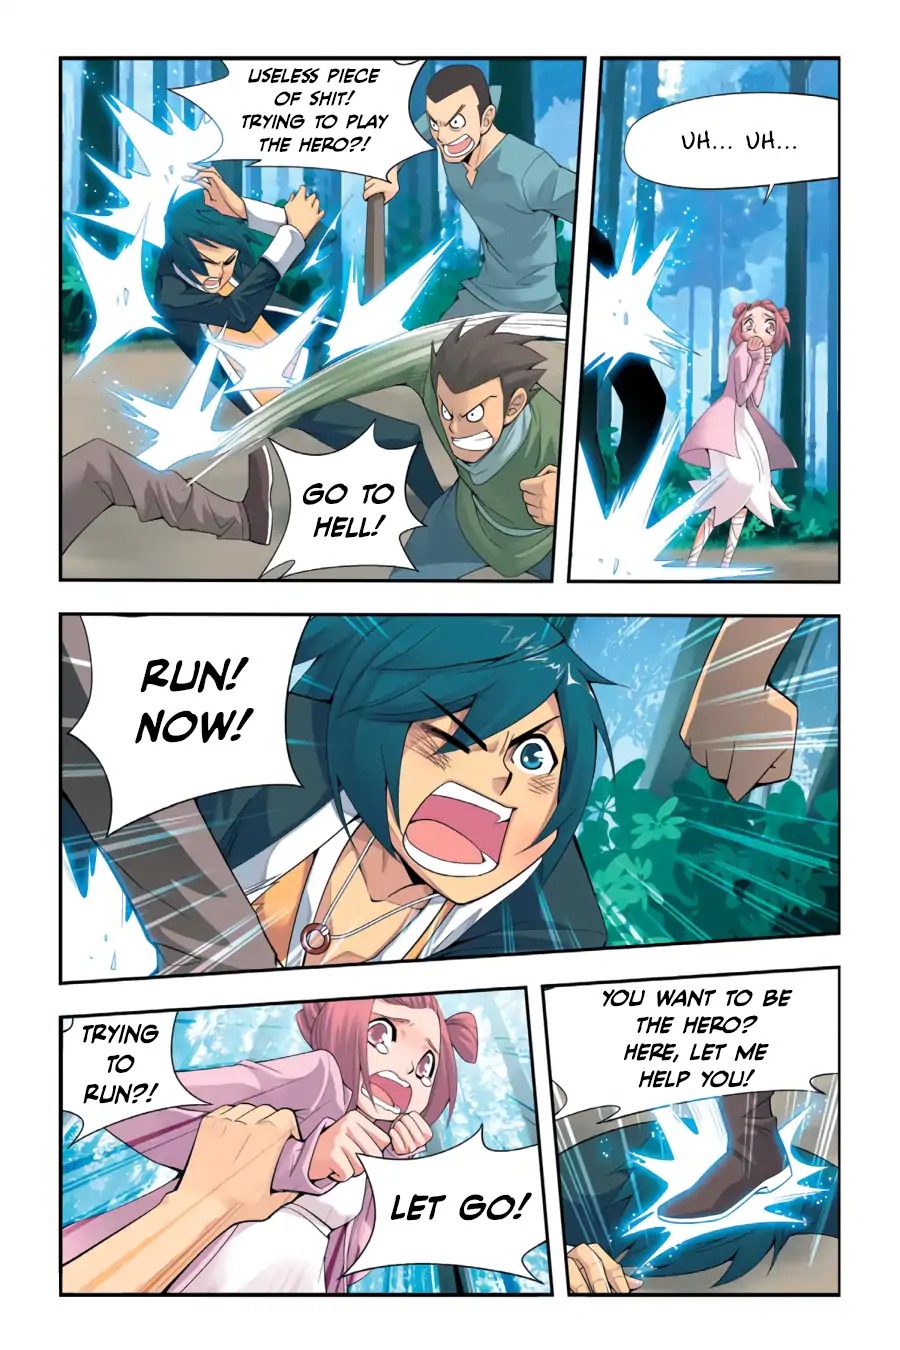 USELESS PIECE
OF SHIT!
TRYING TO PLAY
THE HERO?!
GO TO
HELL!
UH... UH...
RUN!
NOW!
TRYING
TO
RUN?!
LET GO!
YOU WANT TO BE
THE HERO?
HERE, LET ME
HELP YOU!